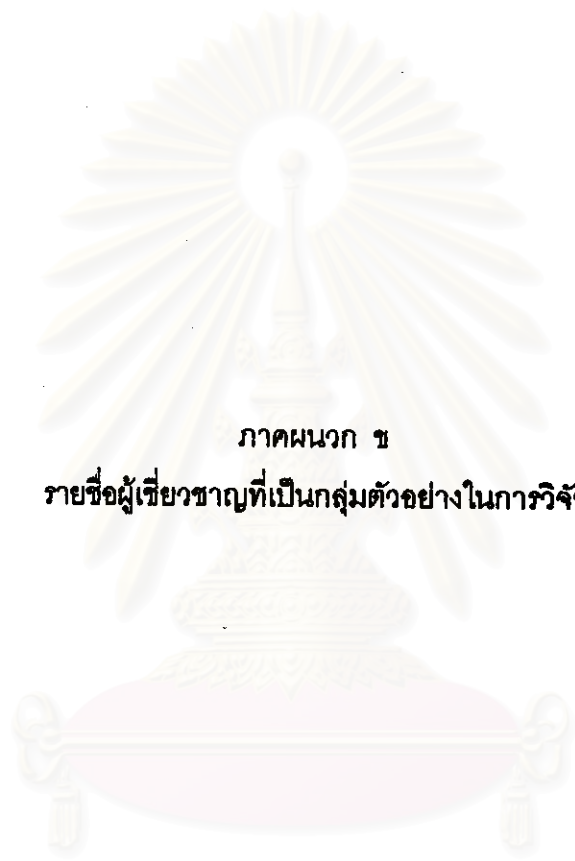 ภาคผนวก ข
รายชื่อผู้เชี่ยวชาญที่เป็นกลุ่มตัวอย่างในการวิจัย